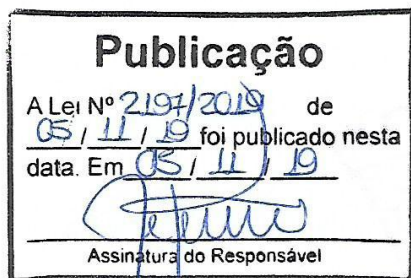 Publicação
A Lei Nº 2197/2019 de
05 / 11 / 19 foi publicado nesta
data. Em 05 / 11 / 19
Assinatura do Responsável